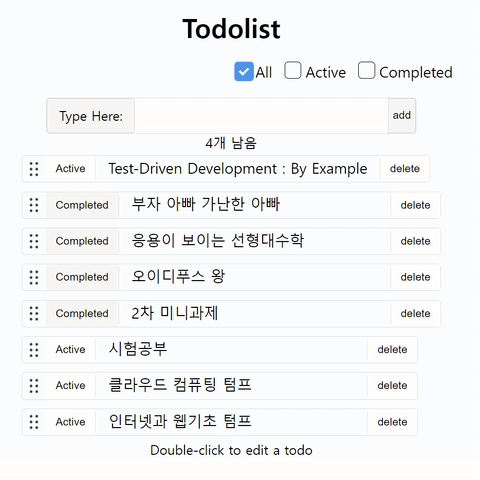 Todolist
All Active Completed
Type Here: add
4개 남음
Active Test-Driven Development : By Example delete
Completed 부자 아빠 가난한 아빠 delete
Completed 응용이 보이는 선형대수학 delete
Completed 오이디푸스 왕 delete
Completed 2차 미니과제 delete
Active 시험공부 delete
Active 클라우드 컴퓨팅 텀프 delete
Active 인터넷과 웹기초 텀프 delete
Double-click to edit a todo